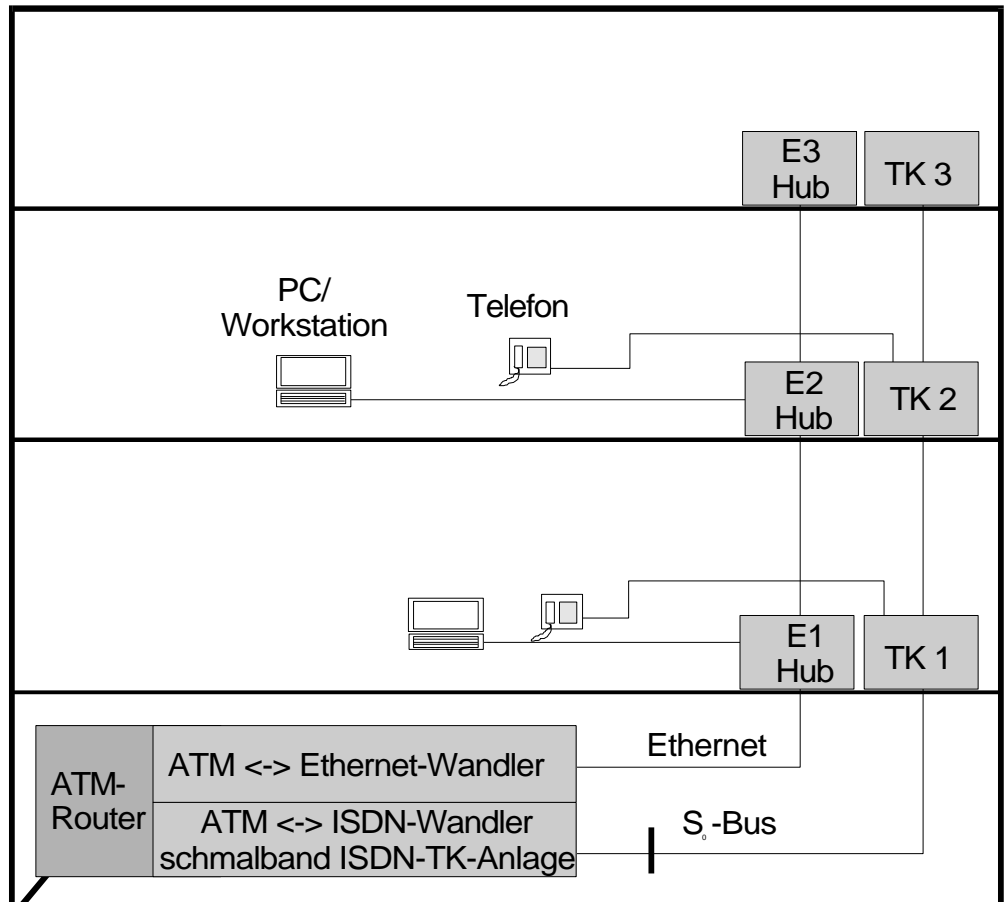 E3
Hub
TK 3
PC/
Workstation
Telefon
E2
Hub
TK 2
E1
Hub
TK 1
ATM-
Router
ATM <-> Ethernet-Wandler
ATM <-> ISDN-Wandler
schmalband ISDN-TK-Anlage
Ethernet
S₀-Bus